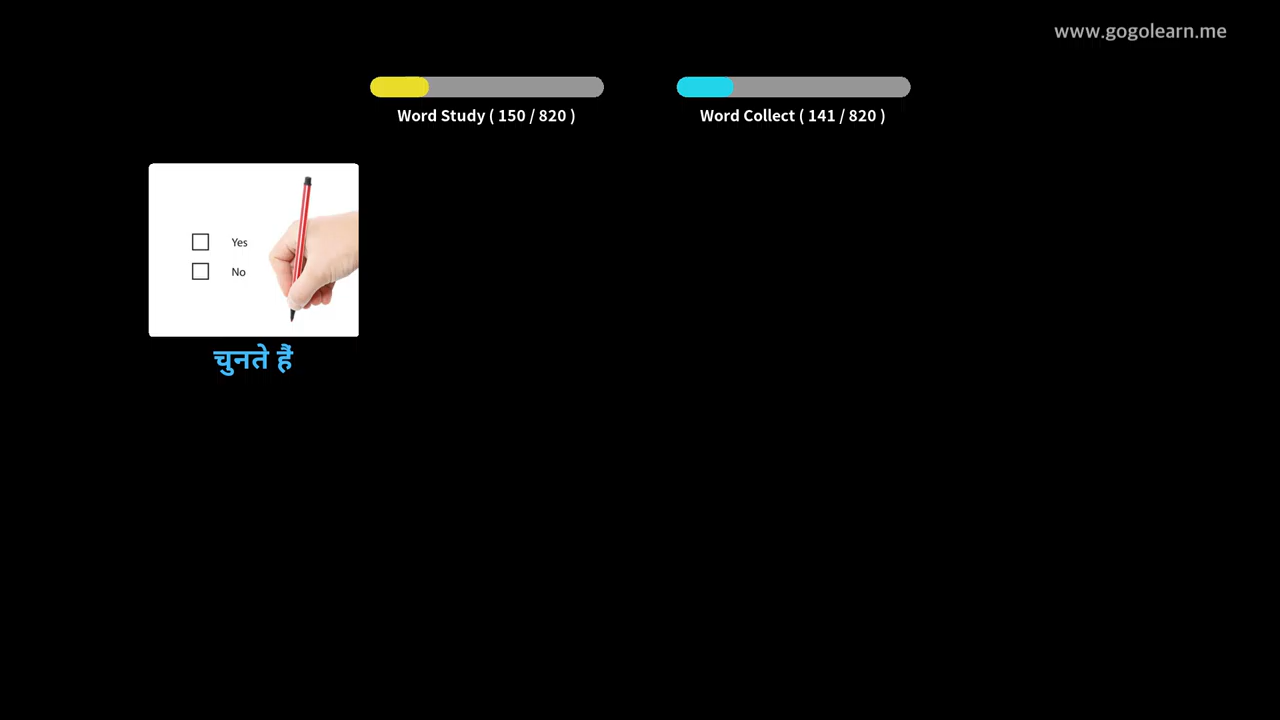 www.gogolearn.me
Word Study ( 150 / 820 )
Word Collect ( 141 / 820 )
Yes
No
चुनते हैं